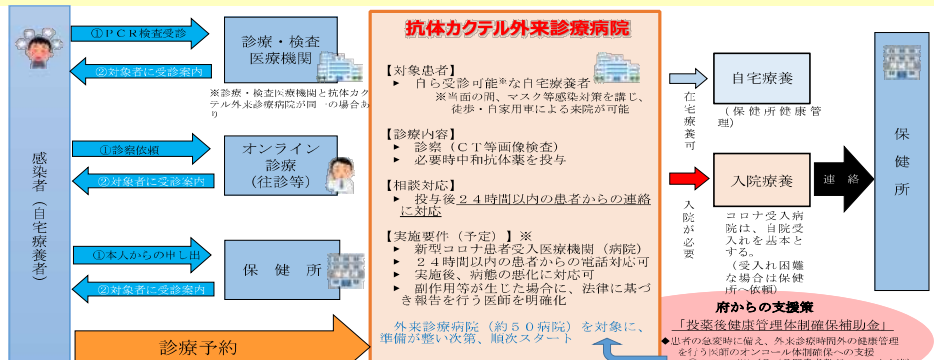 感染者（自宅療養者）
①ＰＣＲ検査受診
②対象者に受診案内
診療・検査
医療機関
※診療・検査医療機関と抗体カク
テル外来診療病院が同一の場合あ
り
①診察依頼
②対象者に受診案内
オンライン
診療
（往診等）
①本人からの申し出
②対象者に受診案内
保健所
診療予約
抗体カクテル外来診療病院
【対象患者】
► 自ら受診可能※な自宅療養者
※当面の間、マスク等感染対策を講じ、
徒歩・自家用車による来院が可能
【診療内容】
► 診察（ＣＴ等画像検査）
► 必要時中和抗体薬を投与
【相談対応】
► 投与後２４時間以内の患者からの連絡
に対応
【実施要件（予定）】※
► 新型コロナ患者受入医療機関（病院）
► ２４時間以内の患者からの電話対応可
► 実施後、病態の悪化に対応可
► 副作用等が生じた場合に、法律に基づ
き報告を行う医師を明確化
外来診療病院（約５０病院）を対象に、
準備が整い次第、順次スタート
在宅療養可
自宅療養
（保健所健康管
理）
入院が必要
入院療養
コロナ受入病
院は、自院受
入れを基本と
する。
（受入れ困難
な場合は保健
所へ依頼）
連絡
保健所
府からの支援策
「投薬後健康管理体制確保補助金」
◆患者の急変時に備え、外来診療時間外の健康管理
を行う医師のオンコール体制確保への支援